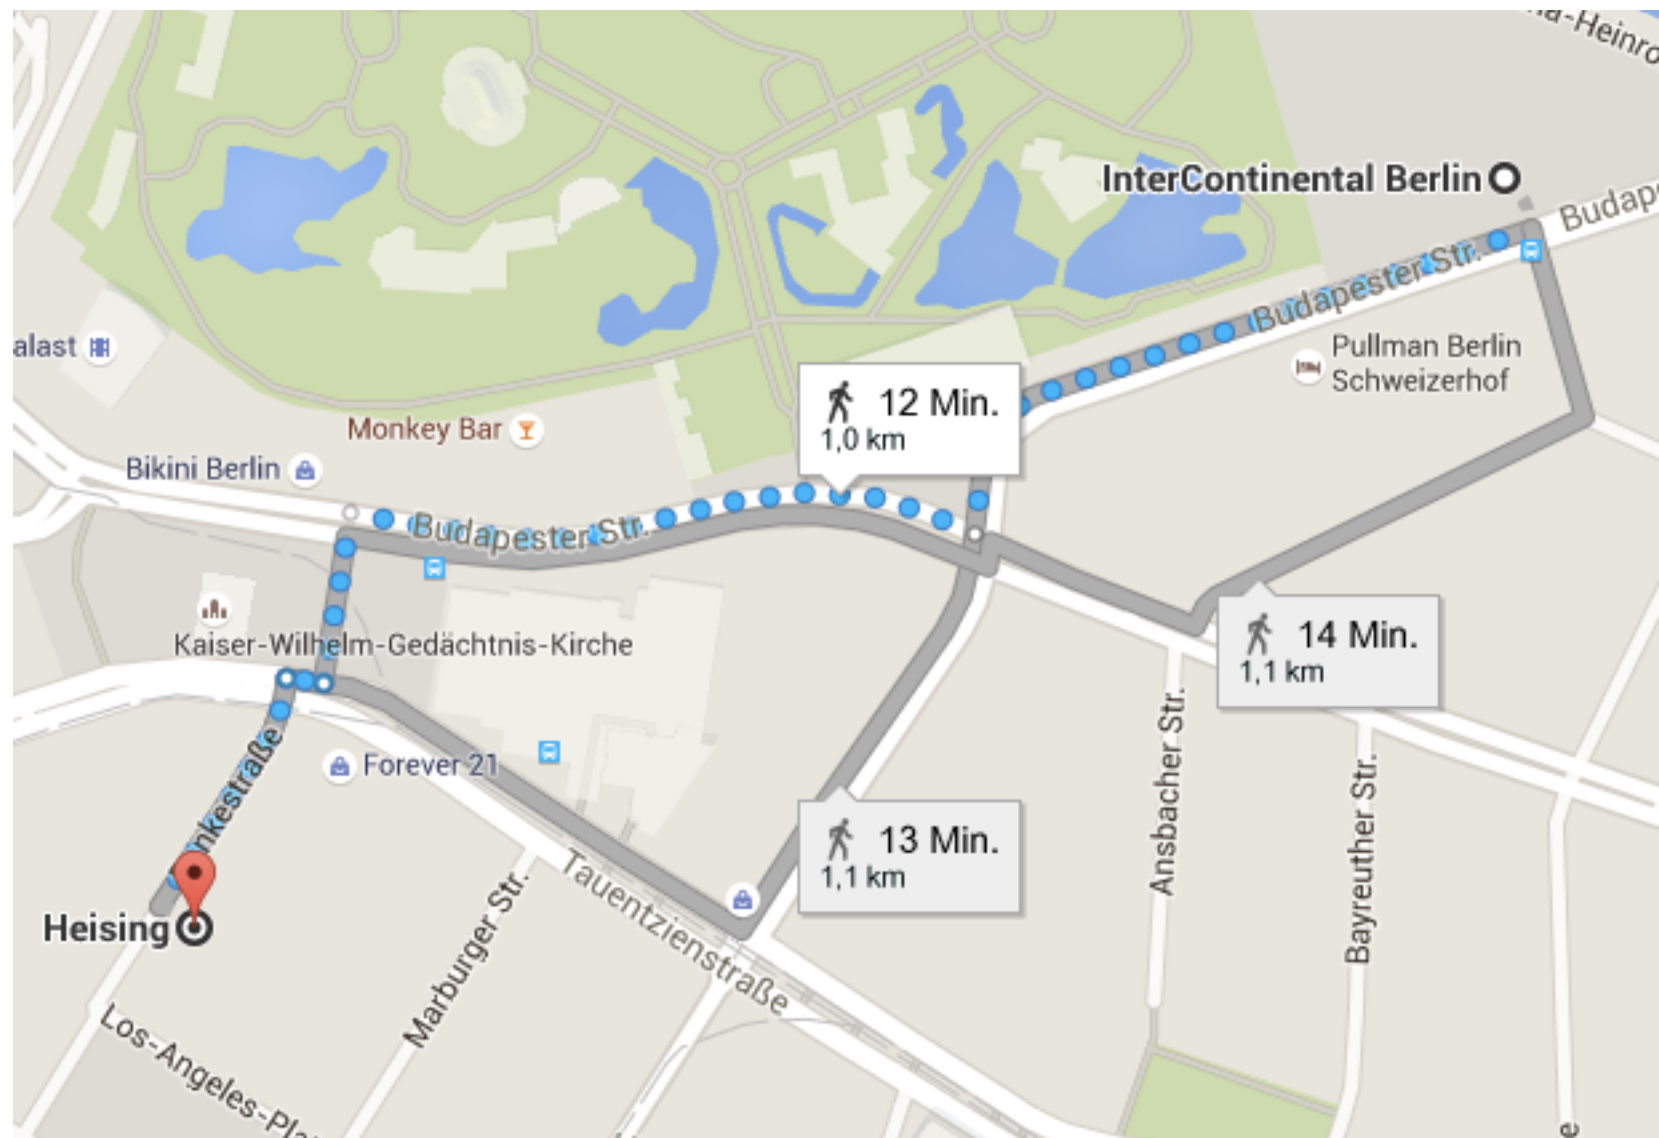 InterContinental Berlin
Budapester Str.
Pullman Berlin
Schweizerhof
alast
Monkey Bar
12 Min.
1,0 km
Bikini Berlin
Budapester Str.
Kaiser-Wilhelm-Gedächtnis-Kirche
14 Min.
1,1 km
Forever 21
nkestraße
13 Min.
1,1 km
Ansbacher Str.
Bayreuther Str.
Tauentzienstraße
Marburger Str.
Heising
Los-Angeles-Pla